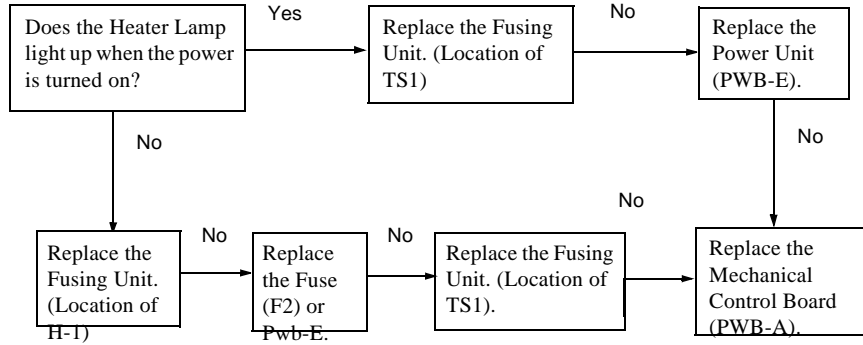 Does the Heater Lamp
light up when the power
is turned on?
Yes
Replace the Fusing
Unit. (Location of
TS1)
No
Replace the
Power Unit
(PWB-E).
No
No
No
Replace the
Fusing Unit.
(Location of
H-1)
No
Replace
the Fuse
(F2) or
Pwb-E.
No
Replace the Fusing
Unit. (Location of
TS1).
Replace the
Mechanical
Control Board
(PWB-A).